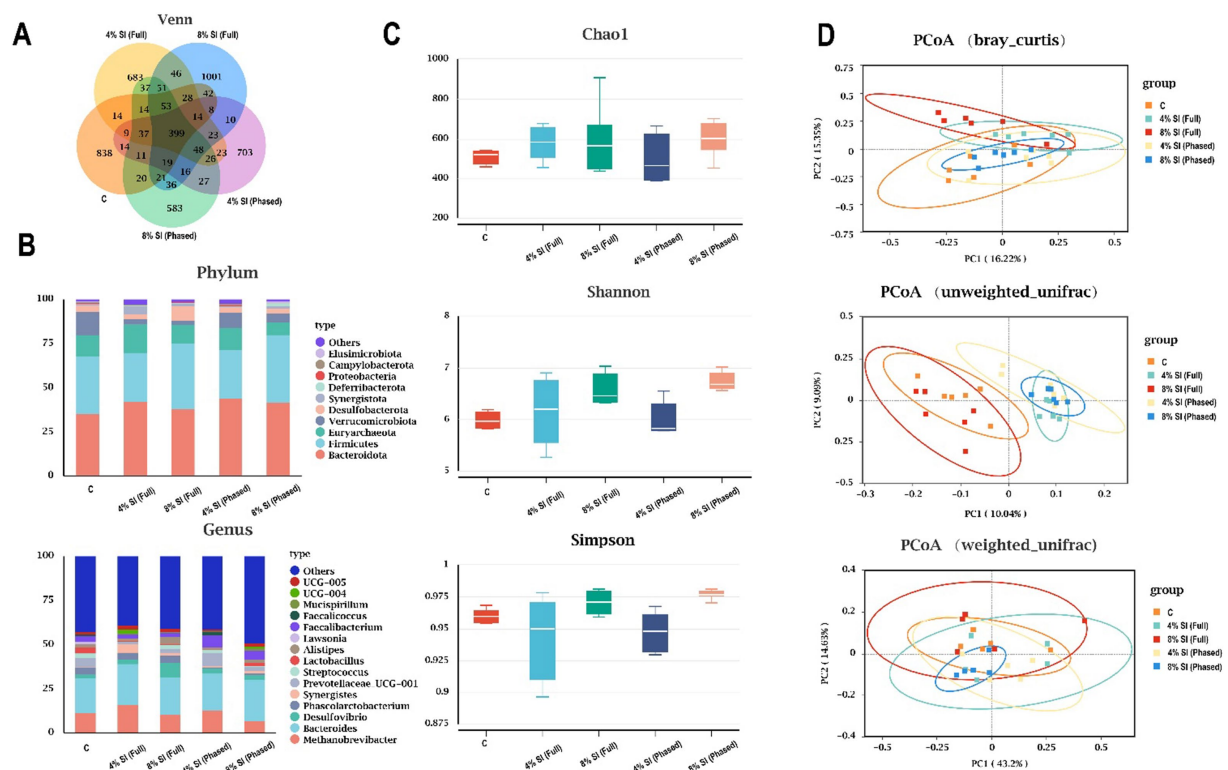 A
Venn
4% SI (Full)
8% SI (Full)
683
46
1001
37
51
42
28
14
53
8
14
14
10
9
37
399
23
14
48
23
703
838
11
19
26
16
20
21
36
27
C
583
4% SI (Phased)
8% SI (Phased)
B
Phylum
100
75
50
25
0
C
4% SI (Full)
8% SI (Full)
4% SI (Phased)
8% SI (Phased)
type
Others
Elusimicrobiota
Campylobacterota
Proteobacteria
Deferribacterota
Synergistota
Desulfobacterota
Verrucomicrobiota
Euryarchaeota
Firmicutes
Bacteroidota
Genus
100
75
50
25
0
C
4% SI (Full)
8% SI (Full)
4% SI (Phased)
8% SI (Phased)
type
Others
UCG-005
UCG-004
Mucispirillum
Faecalicoccus
Faecalibacterium
Lawsonia
Alistipes
Lactobacillus
Streptococcus
Prevotellaceae UCG-001
Synergistes
Phascolarctobacterium
Desulfovibrio
Bacteroides
Methanobrevibacter
C
Chao1
1000
800
600
400
200
C
4% SI (Full)
8% SI (Full)
4% SI (Phased)
8% SI (Phased)
Shannon
8
7
6
5
C
4% SI (Full)
8% SI (Full)
4% SI (Phased)
8% SI (Phased)
Simpson
1
0.975
0.95
0.925
0.9
0.875
C
4% SI (Full)
8% SI (Full)
4% SI (Phased)
8% SI (Phased)
D
PCoA （bray_curtis)
0.75
0.5
0.25
0
-0.25
-0.5
-0.75
PC2 ( 15.55%)
-0.5
-0.25
0
0.25
0.5
PC1 ( 16.22%)
group
C
4% SI (Full)
8% SI (Full)
4% SI (Phased)
8% SI (Phased)
PCoA （unweighted_unifrac)
0.5
0.25
0
-0.25
-0.5
PC2 ( 9.09%)
-0.3
-0.2
-0.1
0
0.1
0.2
PC1 ( 10.04%)
group
C
4% SI (Full)
8% SI (Full)
4% SI (Phased)
8% SI (Phased)
PCoA （weighted_unifrac)
0.4
0.2
0
-0.2
-0.4
PC2 ( 14.63%)
-0.5
-0.25
0
0.25
0.5
PC1 ( 43.2%)
group
C
4% SI (Full)
8% SI (Full)
4% SI (Phased)
8% SI (Phased)